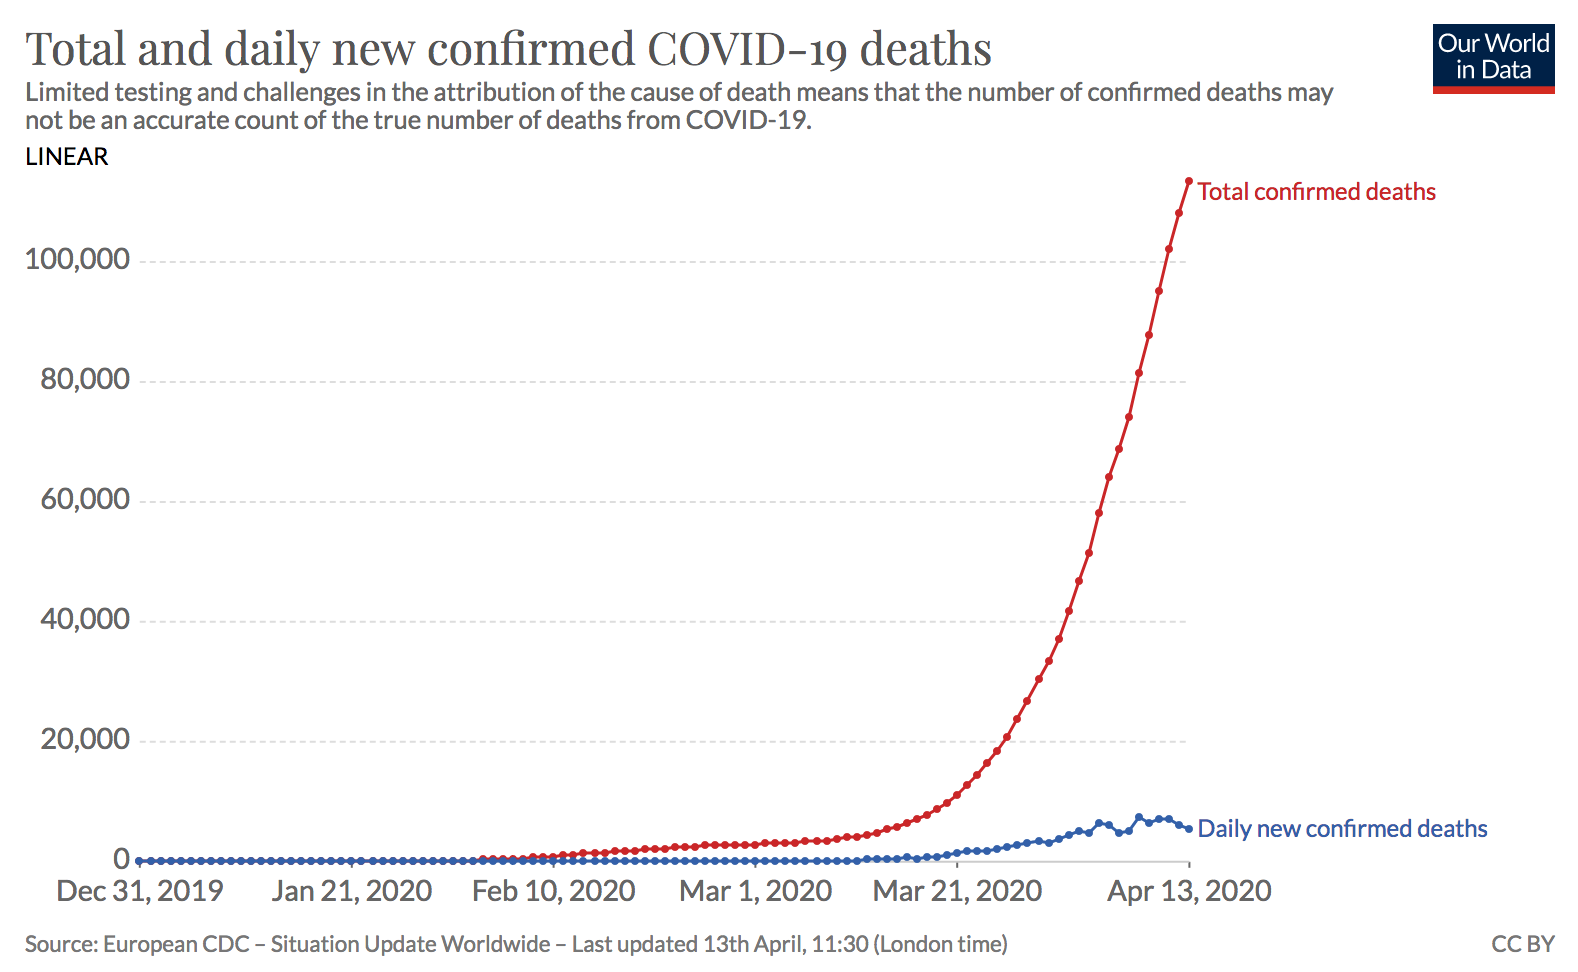 Total and daily new confirmed COVID-19 deaths
Our World
in Data
Limited testing and challenges in the attribution of the cause of death means that the number of confirmed deaths may
not be an accurate count of the true number of deaths from COVID-19.
LINEAR
Total confirmed deaths
100,000
80,000
60,000
40,000
20,000
Daily new confirmed deaths
0
Dec 31, 2019
Jan 21, 2020
Feb 10, 2020
Mar 1, 2020
Mar 21, 2020
Apr 13, 2020
Source: European CDC – Situation Update Worldwide – Last updated 13th April, 11:30 (London time)
CC BY